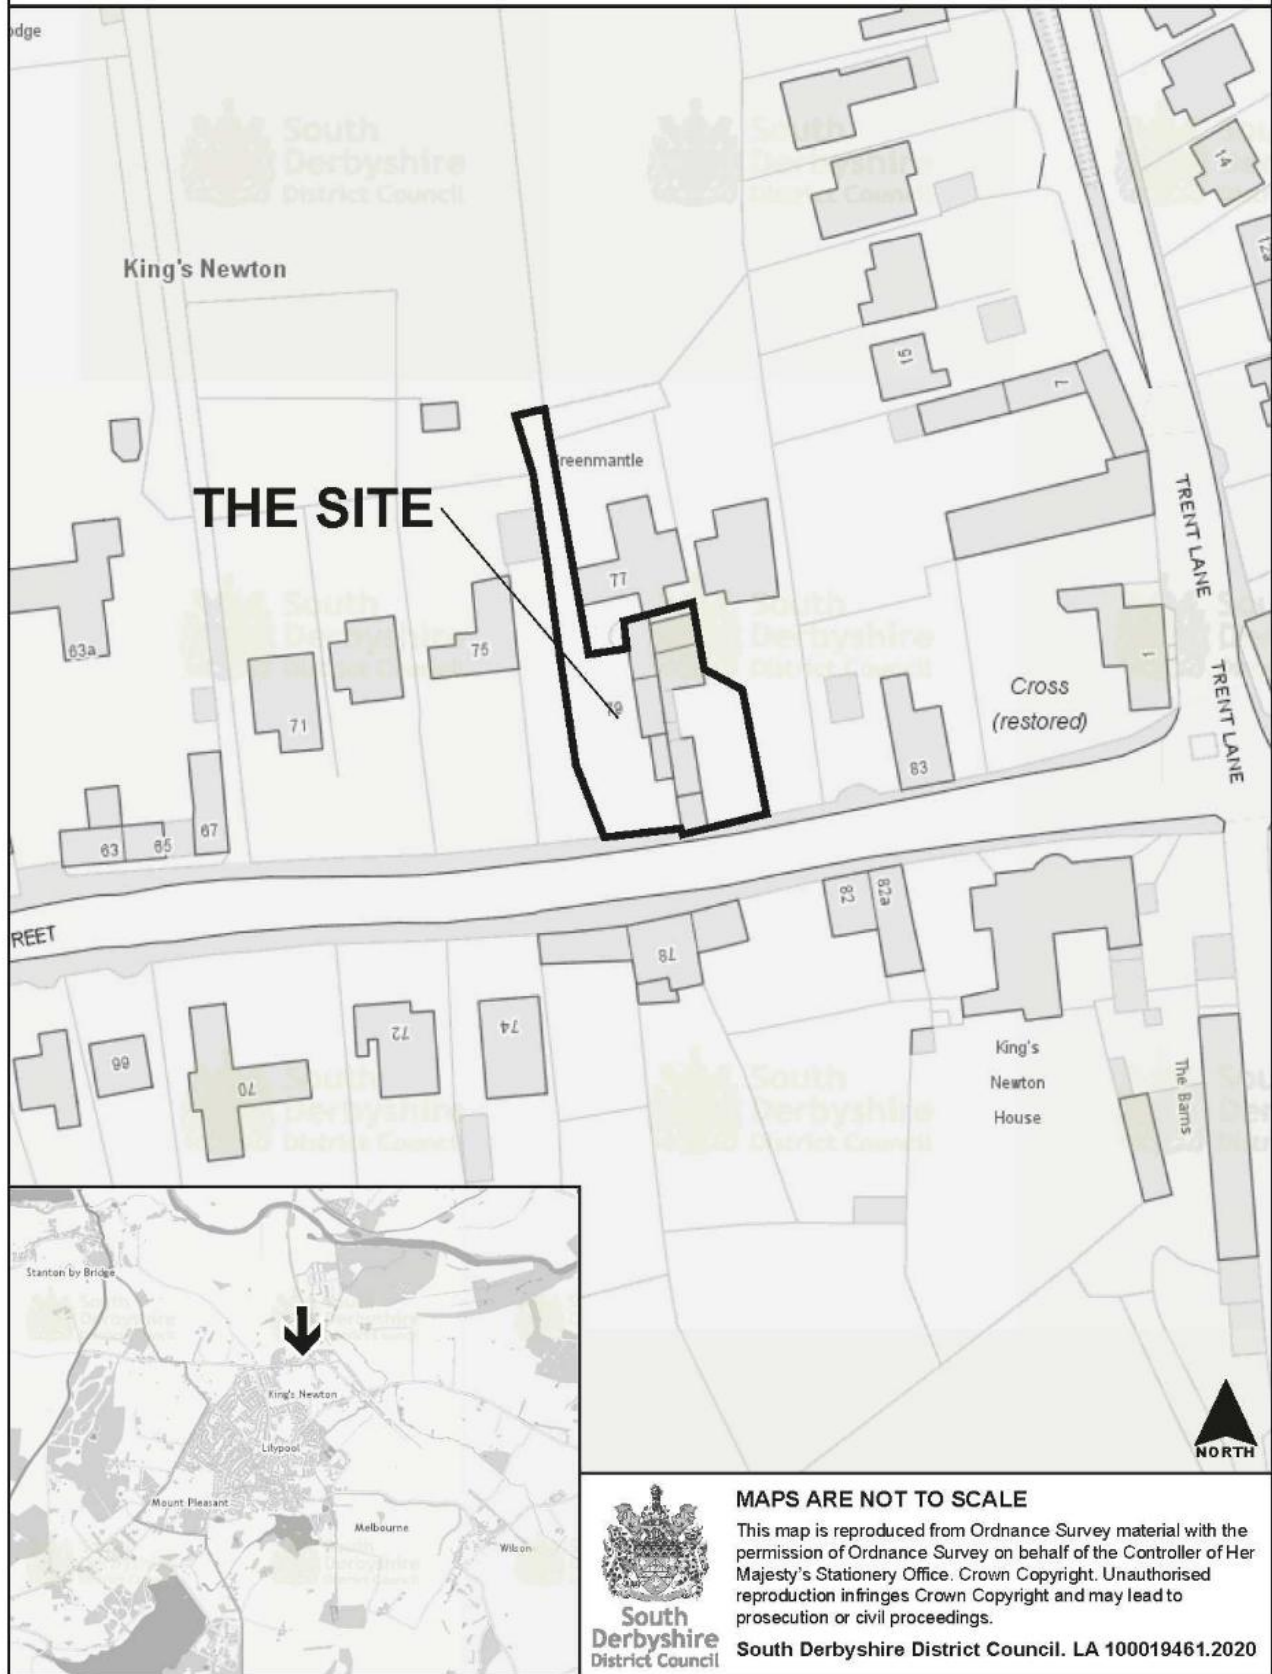 odge
King's Newton
14
12a
15
7
reenmantle
THE SITE
TRENT LANE
77
63a
75
79
71
1
Cross
(restored)
TRENT LANE
83
67
63
65
REET
82
82a
78
72
74
66
70
King's
Newton
House
The Barns
Stanton by Bridge
King's Newton
Lilypool
Mount Pleasant
Melbourne
Wilson
NORTH
MAPS ARE NOT TO SCALE
This map is reproduced from Ordnance Survey material with the
permission of Ordnance Survey on behalf of the Controller of Her
Majesty's Stationery Office. Crown Copyright. Unauthorised
reproduction infringes Crown Copyright and may lead to
prosecution or civil proceedings.
South Derbyshire District Council. LA 100019461.2020
South
Derbyshire
District Council